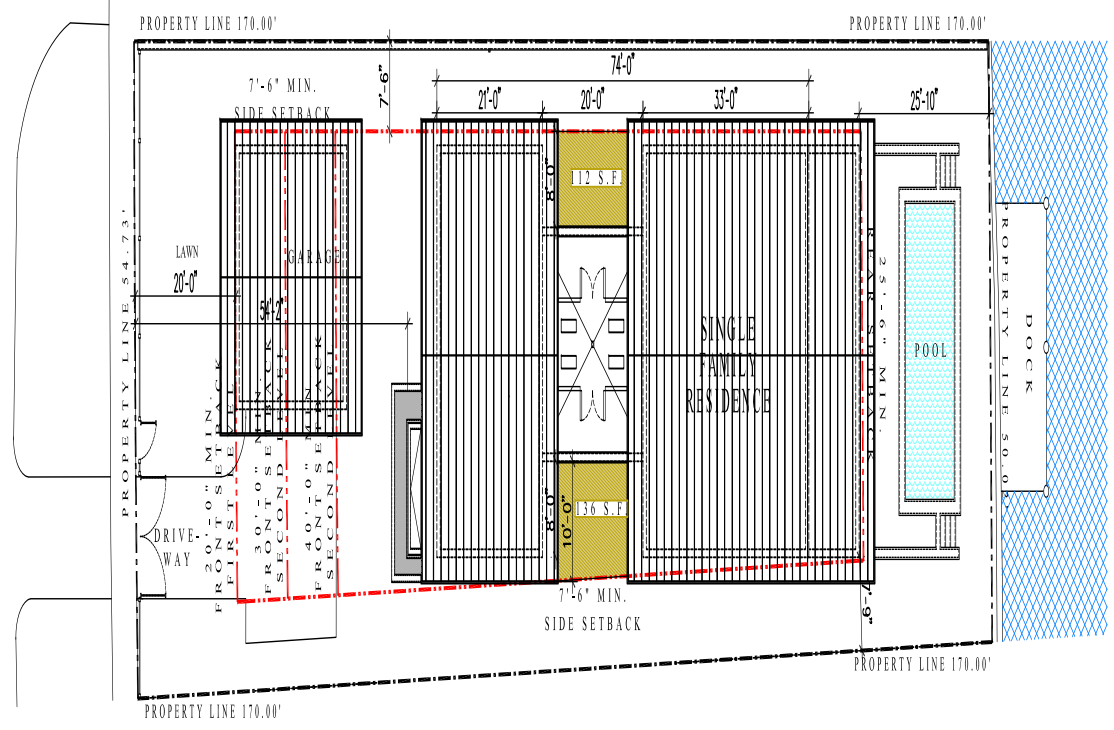 PROPERTY LINE 170.00'
PROPERTY LINE 170.00'
7'-6" MIN.
SIDE SETBACK
7'-6"
74'-0"
21'-0"
20'-0"
33'-0"
25'-10"
8'-0"
112 S.F.
LAWN
GARAGE
20'-0"
54'-2"
PROPERTY LINE 54.73'
20'-0" MIN.
FRONT SETBACK
FIRST LEVEL
30'-0" MIN.
FRONT SETBACK
SECOND LEVEL
40'-0" MIN
FRONT SETBACK
SECOND LEVEL
DRIVE-
WAY
SINGLE
FAMILY
RESIDENCE
REAR SETBACK
25'-6" MIN.
POOL
PROPERTY LINE 50.0
DOCK
8'-0"
10'-0"
136 S.F.
7'-6" MIN.
SIDE SETBACK
7'-6"
PROPERTY LINE 170.00'
PROPERTY LINE 170.00'